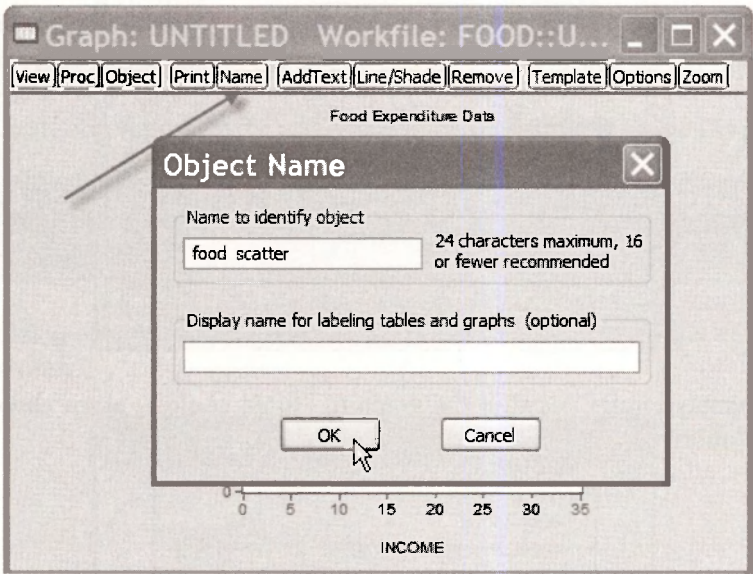 Graph: UNTITLED Workfile: FOOD::U...
View Proc Object Print Name AddText Line/Shade Remove Template Options Zoom
Food Expenditure Data
Object Name
Name to identify object
food scatter
24 characters maximum, 16
or fewer recommended
Display name for labeling tables and graphs (optional)
OK Cancel
0
0 5 10 15 20 25 30 35
INCOME